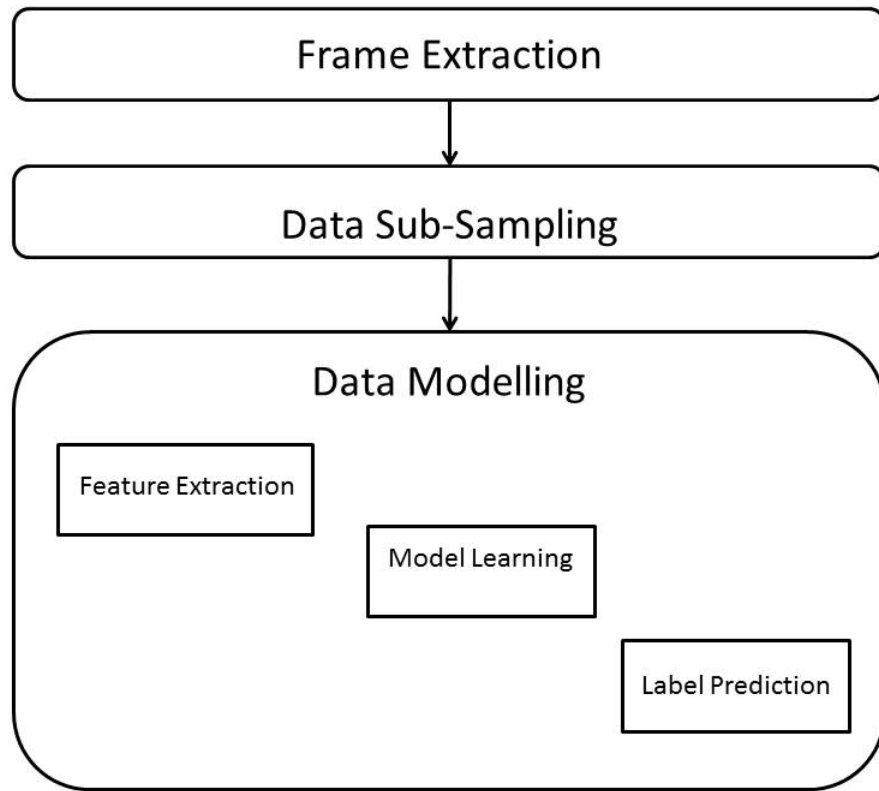 Frame Extraction
Data Sub-Sampling
Data Modelling
Feature Extraction
Model Learning
Label Prediction